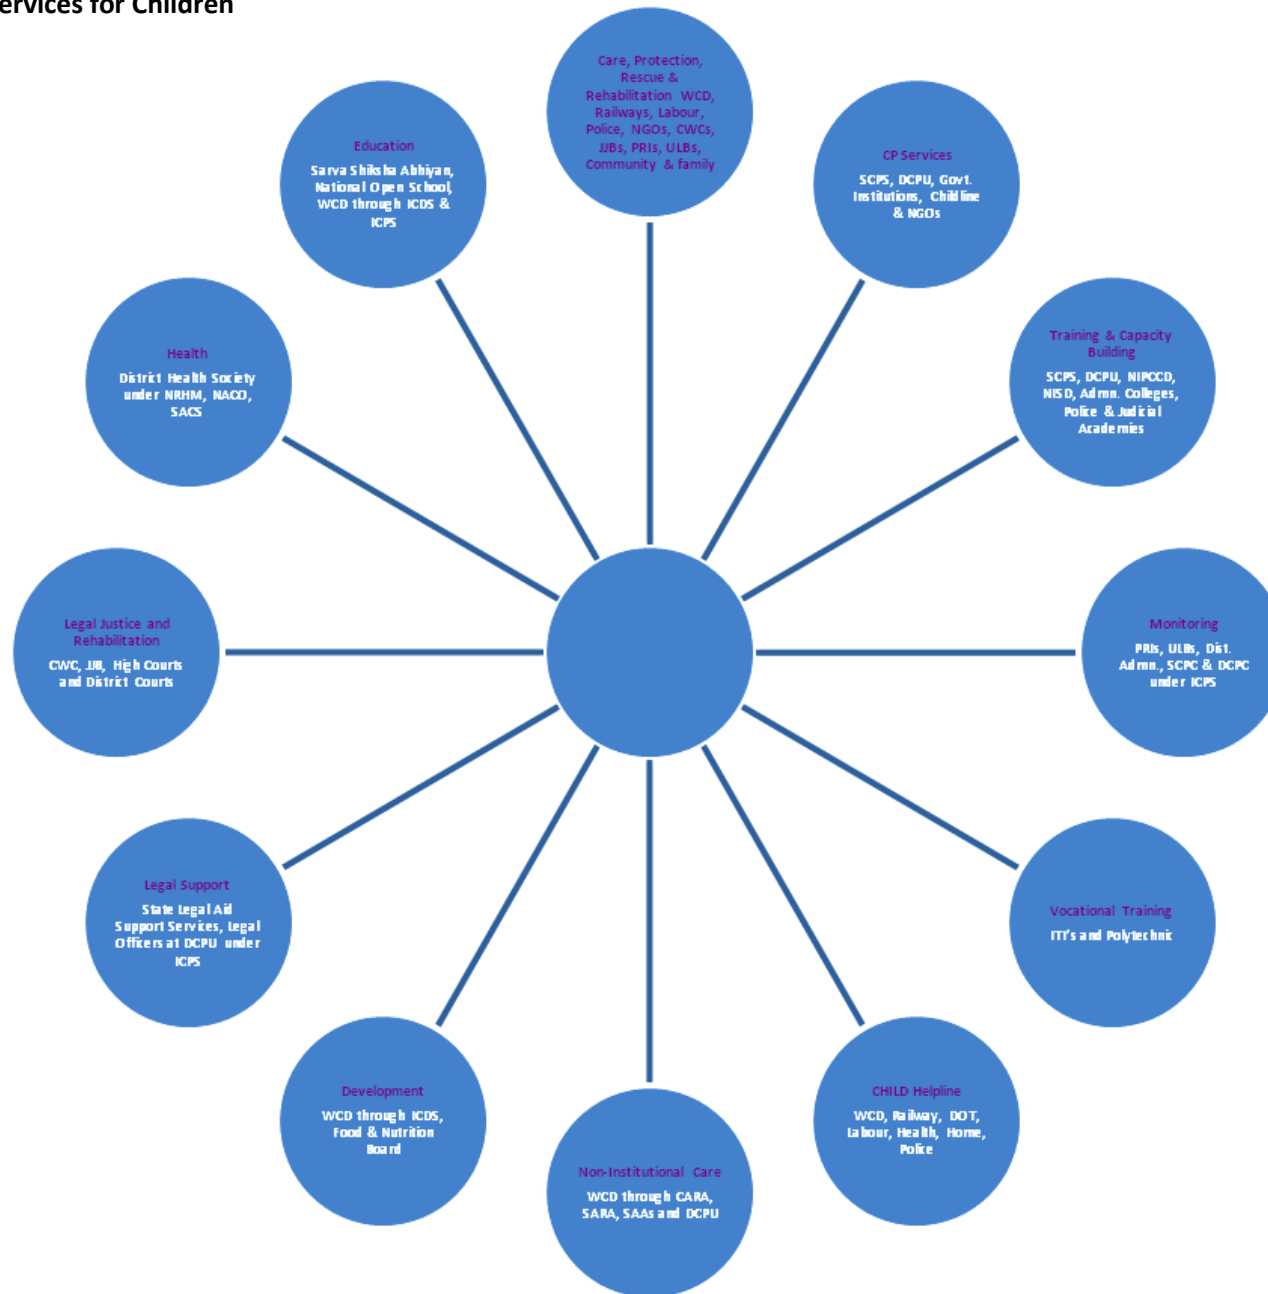 ervices for Children
Care, Protection,
Rescue &
Rehabilitation WCD,
Railways, Labour,
Police, NGOs, CWCs,
JJBs, PRIs, ULBs,
Community & family
CP Services
SCPS, DCPU, Govt.
Institutions, Childline
& NGOs
Training & Capacity
Building
SCPS, DCPU, NIPCCD,
NISD, Admn. Colleges,
Police & Judicial
Academies
Monitoring
PRIs, ULBs, Dist.
Admn., SCPC & DCPC
under ICPS
Vocational Training
ITI's and Polytechnic
CHILD Helpline
WCD, Railway, DOT,
Labour, Health, Home,
Police
Non-Institutional Care
WCD through CARA,
SARA, SAAs and DCPU
Development
WCD through ICDS,
Food & Nutrition
Board
Legal Support
State Legal Aid
Support Services, Legal
Officers at DCPU under
ICPS
Legal Justice and
Rehabilitation
CWC, JJB, High Courts
and District Courts
Health
District Health Society
under NRHM, NACO,
SACS
Education
Sarva Shiksha Abhiyan,
National Open School,
WCD through ICDS &
ICPS